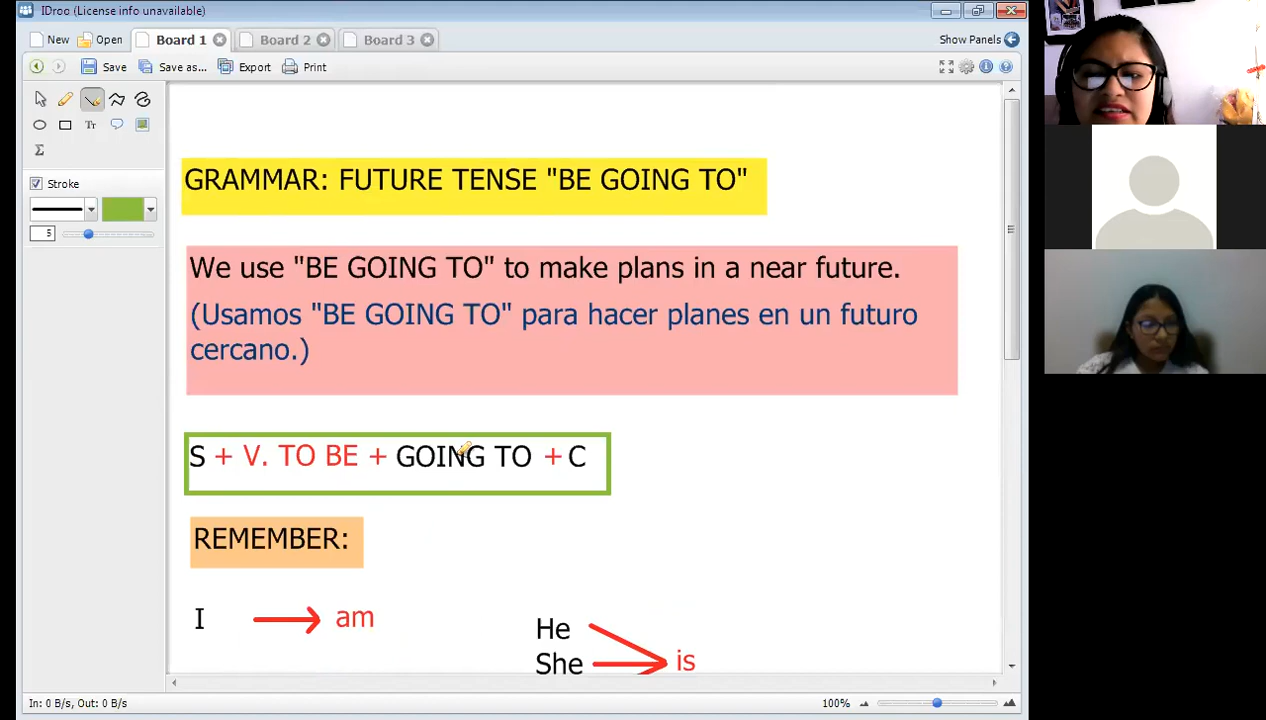 IDroo (License info unavailable)
New Open Board 1 Board 2 Board 3 Show Panels
Save Save as... Export Print
Tт
Σ
Stroke
5
GRAMMAR: FUTURE TENSE "BE GOING TO"
We use "BE GOING TO" to make plans in a near future.
(Usamos "BE GOING TO" para hacer planes en un futuro
cercano.)
S + V. TO BE + GOING TO + C
REMEMBER:
I am
He
She is
In: 0 B/s, Out: 0 B/s 100%